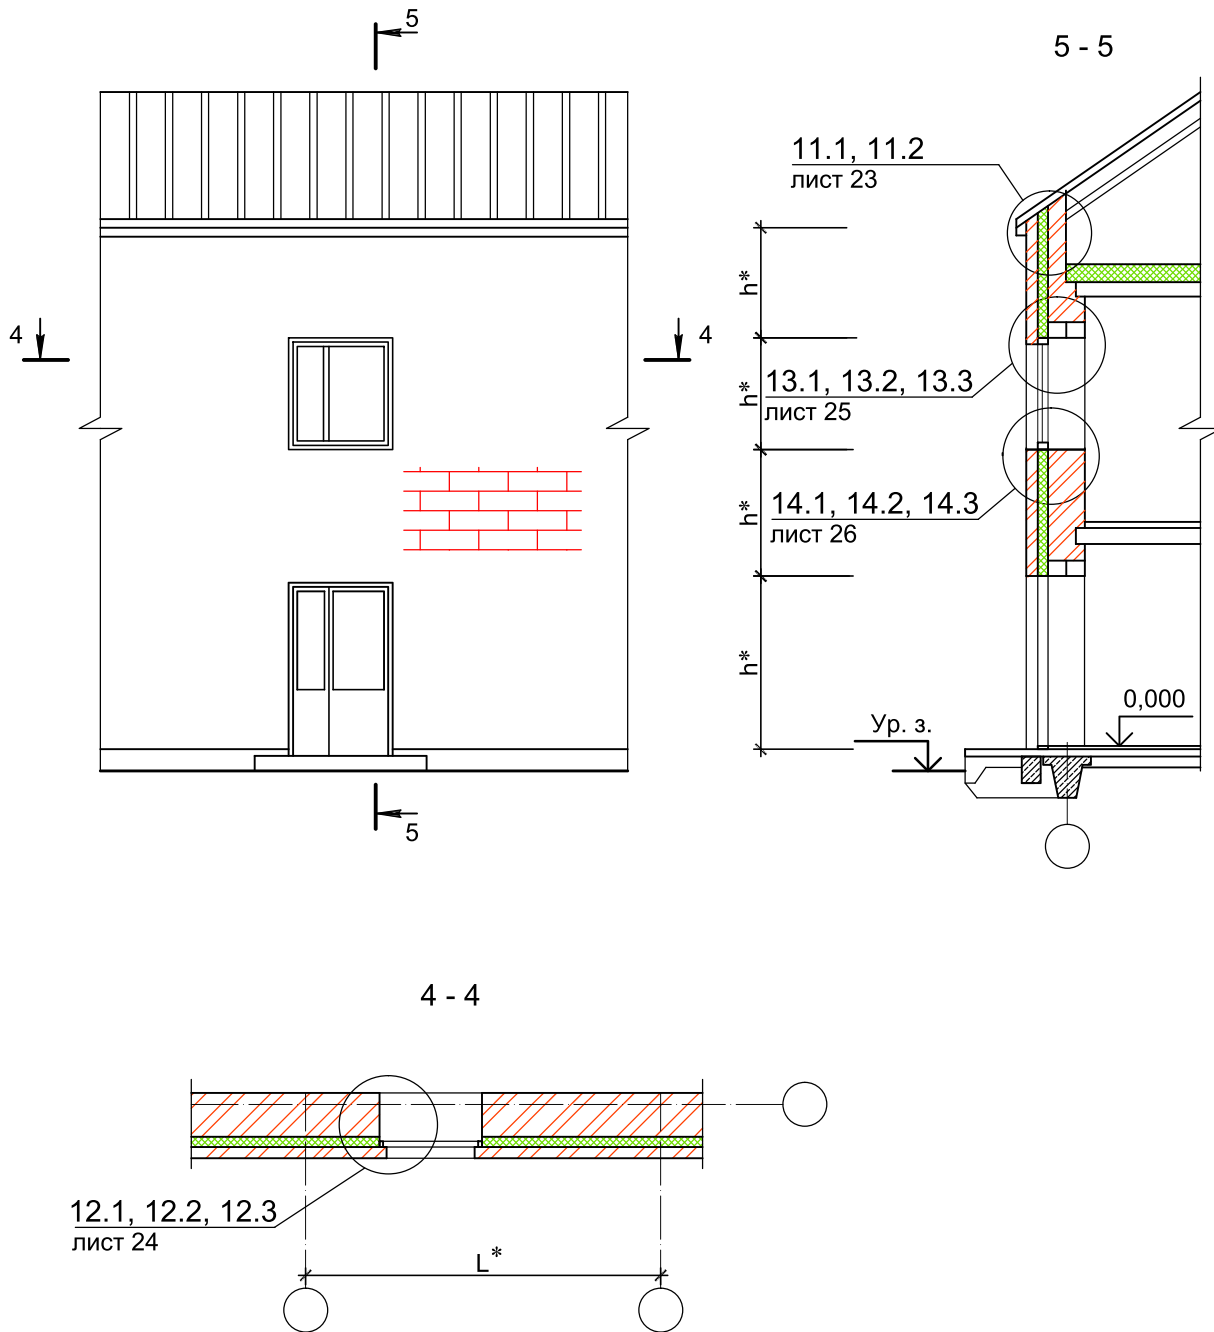 5
5 - 5
11.1, 11.2
лист 23
h*
4
4
h*
13.1, 13.2, 13.3
лист 25
h*
14.1, 14.2, 14.3
лист 26
h*
0,000
Ур. з.
5
4 - 4
12.1, 12.2, 12.3
лист 24
L*